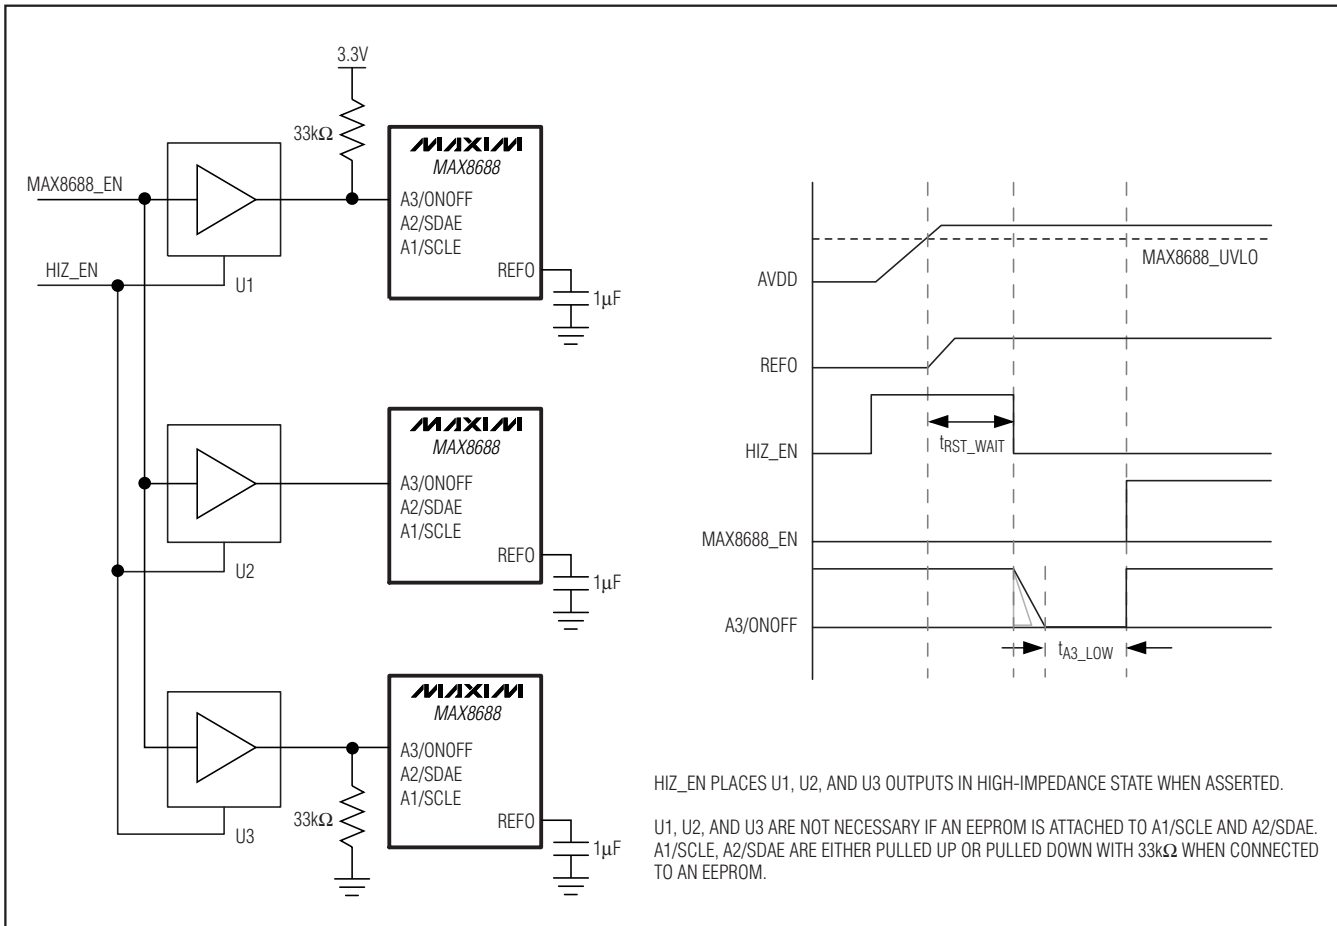 3.3V
33kΩ
MAXIM
MAX8688
MAX8688_EN
A3/ONOFF
A2/SDAE
A1/SCLE
HIZ_EN
REFO
U1
1µF
MAXIM
MAX8688
A3/ONOFF
A2/SDAE
A1/SCLE
REFO
U2
1µF
MAXIM
MAX8688
A3/ONOFF
A2/SDAE
A1/SCLE
33kΩ
REFO
U3
1µF
MAX8688_UVLO
AVDD
REFO
HIZ_EN
tRST_WAIT
MAX8688_EN
A3/ONOFF
tA3_LOW
HIZ_EN PLACES U1, U2, AND U3 OUTPUTS IN HIGH-IMPEDANCE STATE WHEN ASSERTED.
U1, U2, AND U3 ARE NOT NECESSARY IF AN EEPROM IS ATTACHED TO A1/SCLE AND A2/SDAE.
A1/SCLE, A2/SDAE ARE EITHER PULLED UP OR PULLED DOWN WITH 33kΩ WHEN CONNECTED
TO AN EEPROM.